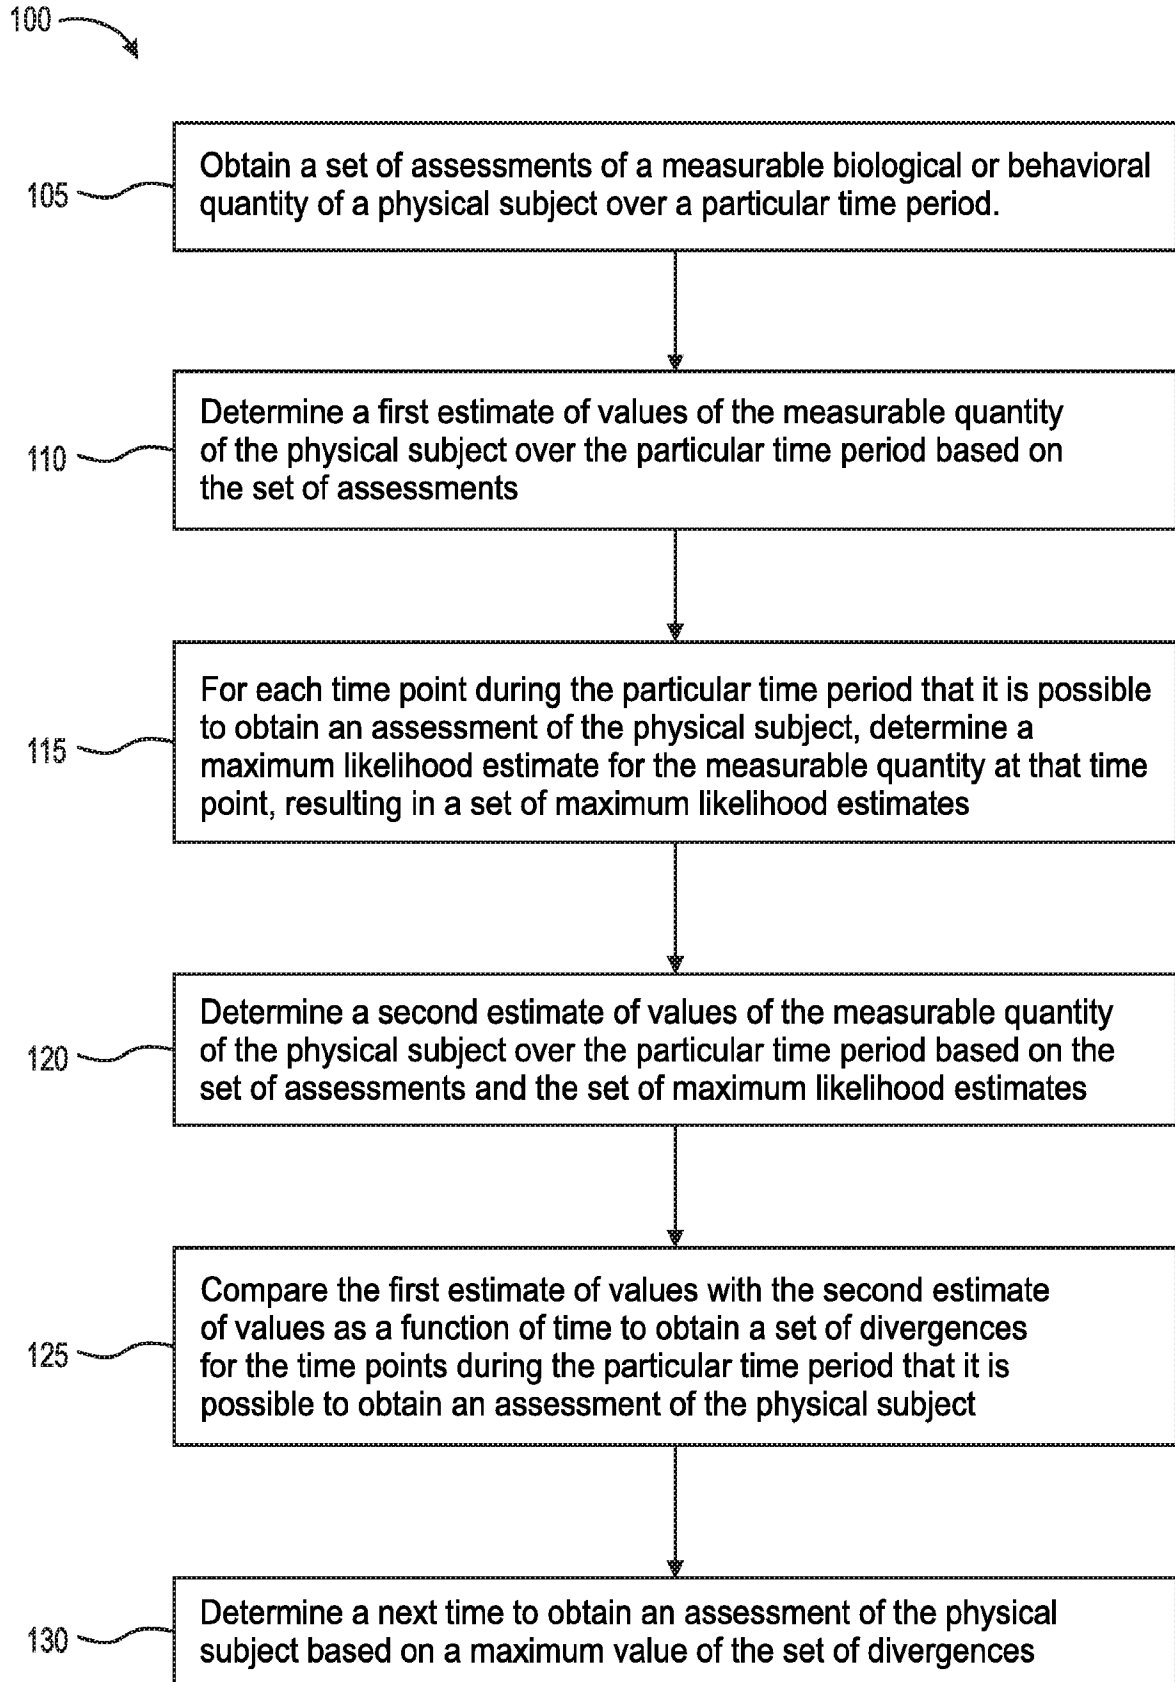 100
105
Obtain a set of assessments of a measurable biological or behavioral
quantity of a physical subject over a particular time period.
110
Determine a first estimate of values of the measurable quantity
of the physical subject over the particular time period based on
the set of assessments
115
For each time point during the particular time period that it is possible
to obtain an assessment of the physical subject, determine a
maximum likelihood estimate for the measurable quantity at that time
point, resulting in a set of maximum likelihood estimates
120
Determine a second estimate of values of the measurable quantity
of the physical subject over the particular time period based on the
set of assessments and the set of maximum likelihood estimates
125
Compare the first estimate of values with the second estimate
of values as a function of time to obtain a set of divergences
for the time points during the particular time period that it is
possible to obtain an assessment of the physical subject
130
Determine a next time to obtain an assessment of the physical
subject based on a maximum value of the set of divergences